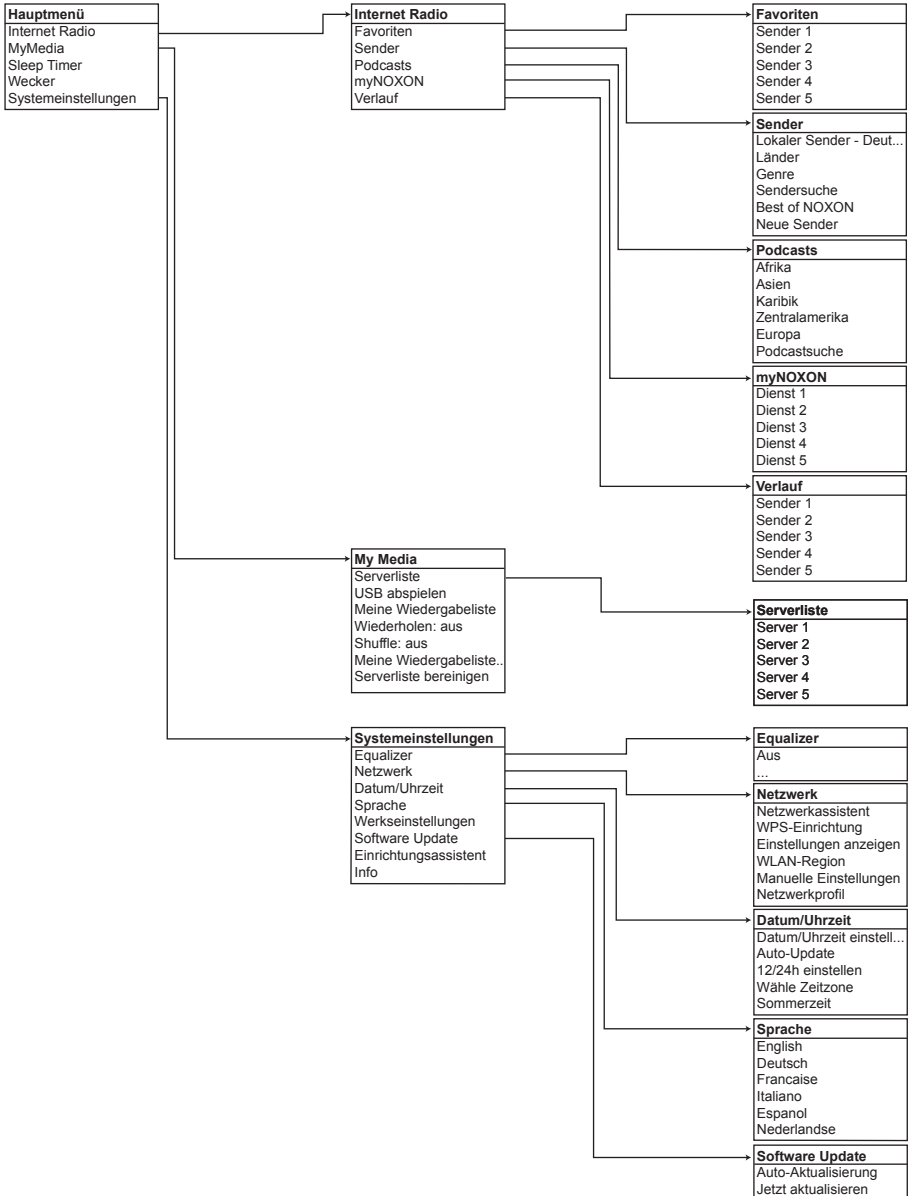 Hauptmenü
Internet Radio
MyMedia
Sleep Timer
Wecker
Systemeinstellungen
Internet Radio
Favoriten
Sender
Podcasts
myNOXON
Verlauf
Favoriten
Sender 1
Sender 2
Sender 3
Sender 4
Sender 5
Sender
Lokaler Sender - Deut...
Länder
Genre
Sendersuche
Best of NOXON
Neue Sender
Podcasts
Afrika
Asien
Karibik
Zentralamerika
Europa
Podcastsuche
myNOXON
Dienst 1
Dienst 2
Dienst 3
Dienst 4
Dienst 5
Verlauf
Sender 1
Sender 2
Sender 3
Sender 4
Sender 5
My Media
Serverliste
USB abspielen
Meine Wiedergabeliste
Wiederholen: aus
Shuffle: aus
Meine Wiedergabeliste..
Serverliste bereinigen
Serverliste
Server 1
Server 2
Server 3
Server 4
Server 5
Systemeinstellungen
Equalizer
Netzwerk
Datum/Uhrzeit
Sprache
Werkseinstellungen
Software Update
Einrichtungsassistent
Info
Equalizer
Aus
...
Netzwerk
Netzwerkassistent
WPS-Einrichtung
Einstellungen anzeigen
WLAN-Region
Manuelle Einstellungen
Netzwerkprofil
Datum/Uhrzeit
Datum/Uhrzeit einstell...
Auto-Update
12/24h einstellen
Wähle Zeitzone
Sommerzeit
Sprache
English
Deutsch
Francaise
Italiano
Espanol
Nederlandse
Software Update
Auto-Aktualisierung
Jetzt aktualisieren